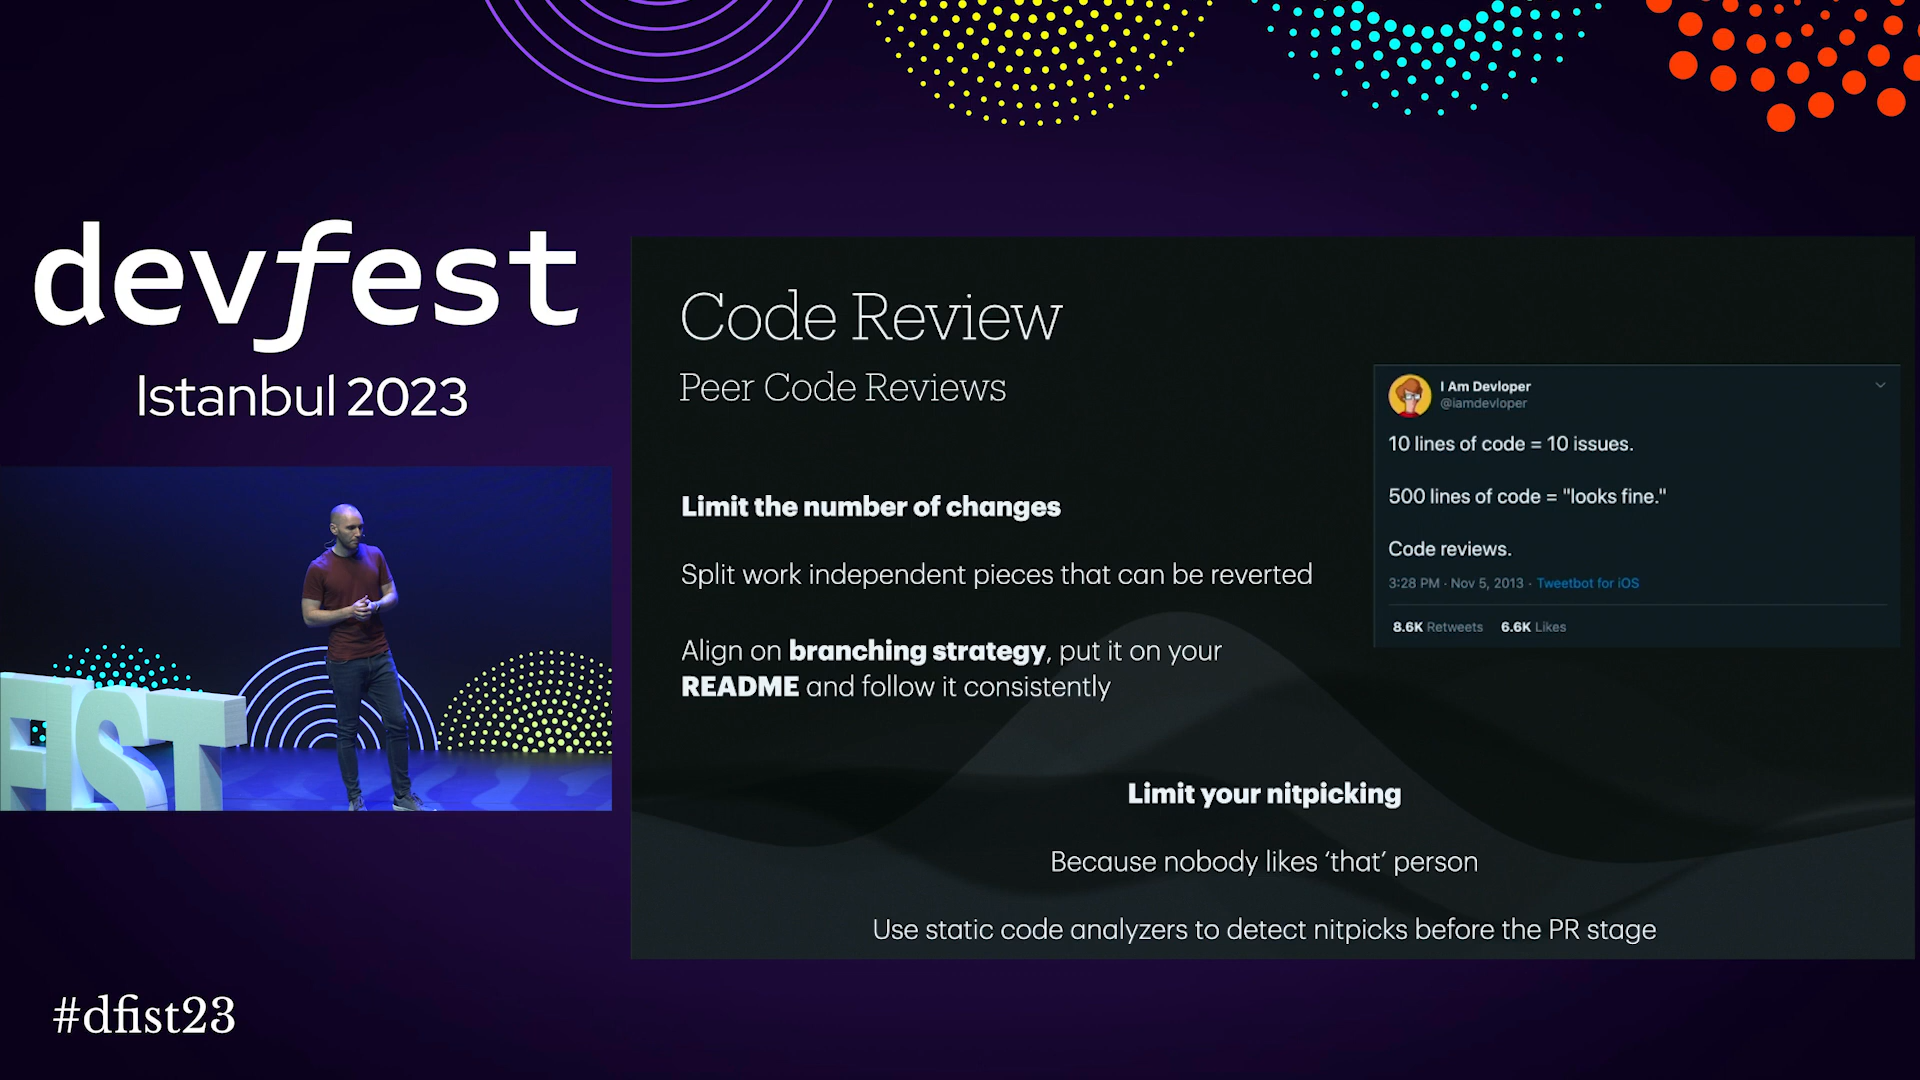 devfest
Istanbul 2023
FIST
#dfist23
Code Review
Peer Code Reviews
Limit the number of changes
Split work independent pieces that can be reverted
Align on branching strategy, put it on your
README and follow it consistently
I Am Devloper
@iamdevloper
10 lines of code = 10 issues.
500 lines of code = "looks fine."
Code reviews.
3:28 PM · Nov 5, 2013 · Tweetbot for iOS
8.6K Retweets 6.6K Likes
Limit your nitpicking
Because nobody likes ‘that’ person
Use static code analyzers to detect nitpicks before the PR stage